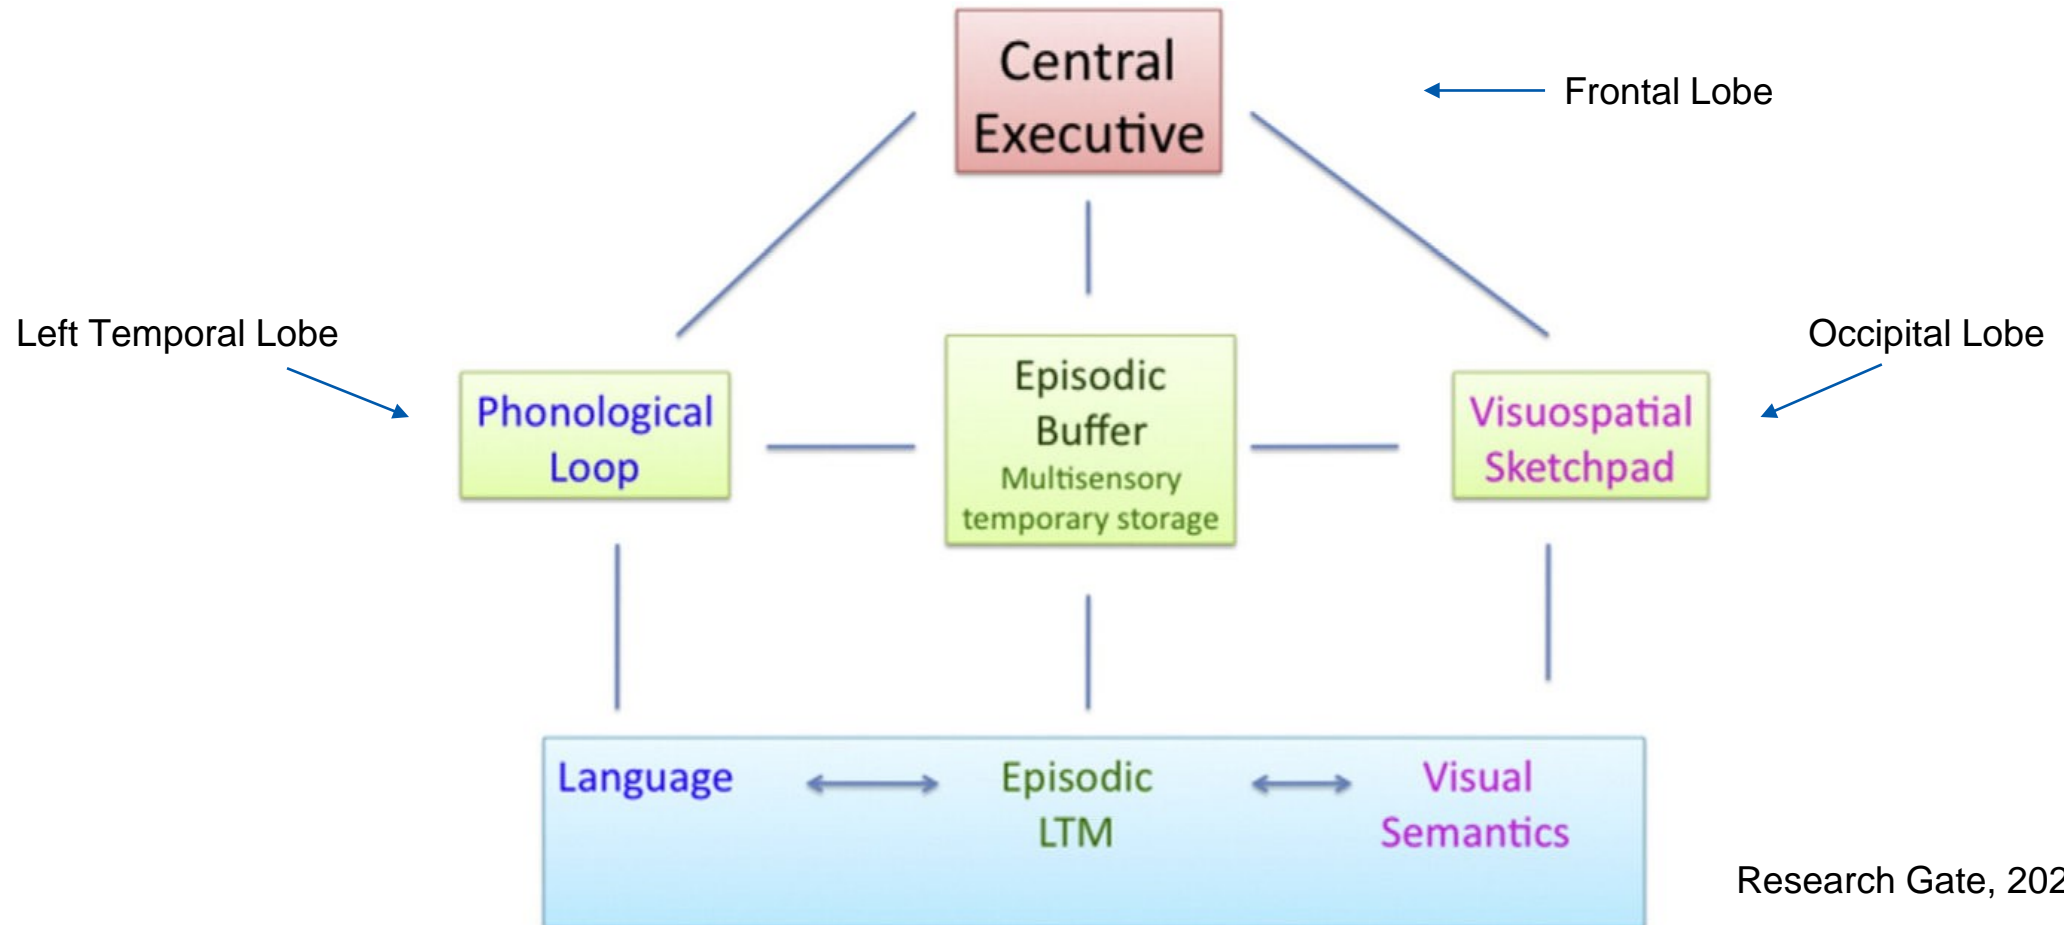 Central
Executive
Frontal Lobe
Left Temporal Lobe
Occipital Lobe
Phonological
Loop
Episodic
Buffer
Multisensory
temporary storage
Visuospatial
Sketchpad
Language
Episodic
LTM
Visual
Semantics
Research Gate, 202